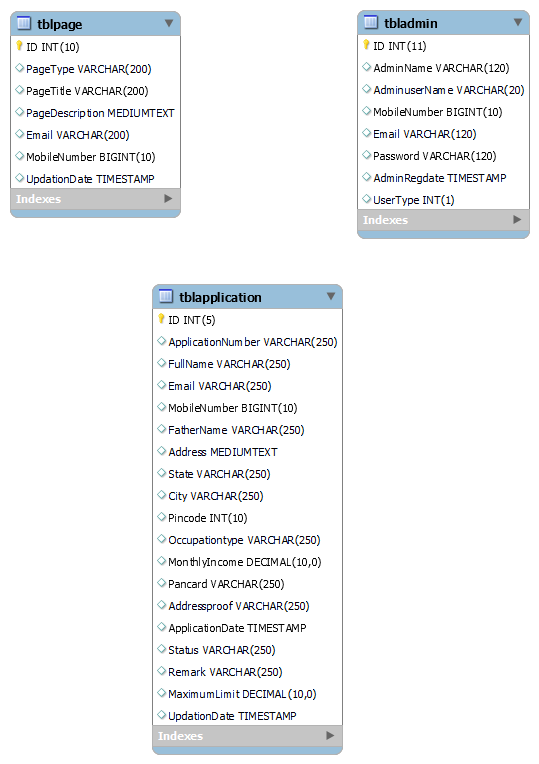 tblpage
ID INT(10)
PageType VARCHAR(200)
PageTitle VARCHAR(200)
PageDescription MEDIUMTEXT
Email VARCHAR(200)
MobileNumber BIGINT(10)
UpdationDate TIMESTAMP
Indexes
tbladmin
ID INT(11)
AdminName VARCHAR(120)
AdminuserName VARCHAR(20)
MobileNumber BIGINT(10)
Email VARCHAR(120)
Password VARCHAR(120)
AdminRegdate TIMESTAMP
UserType INT(1)
Indexes
tblapplication
ID INT(5)
ApplicationNumber VARCHAR(250)
FullName VARCHAR(250)
Email VARCHAR(250)
MobileNumber BIGINT(10)
FatherName VARCHAR(250)
Address MEDIUMTEXT
State VARCHAR(250)
City VARCHAR(250)
Pincode INT(10)
Occupationtype VARCHAR(250)
MonthlyIncome DECIMAL(10,0)
Pancard VARCHAR(250)
Addressproof VARCHAR(250)
ApplicationDate TIMESTAMP
Status VARCHAR(250)
Remark VARCHAR(250)
MaximumLimit DECIMAL(10,0)
UpdationDate TIMESTAMP
Indexes